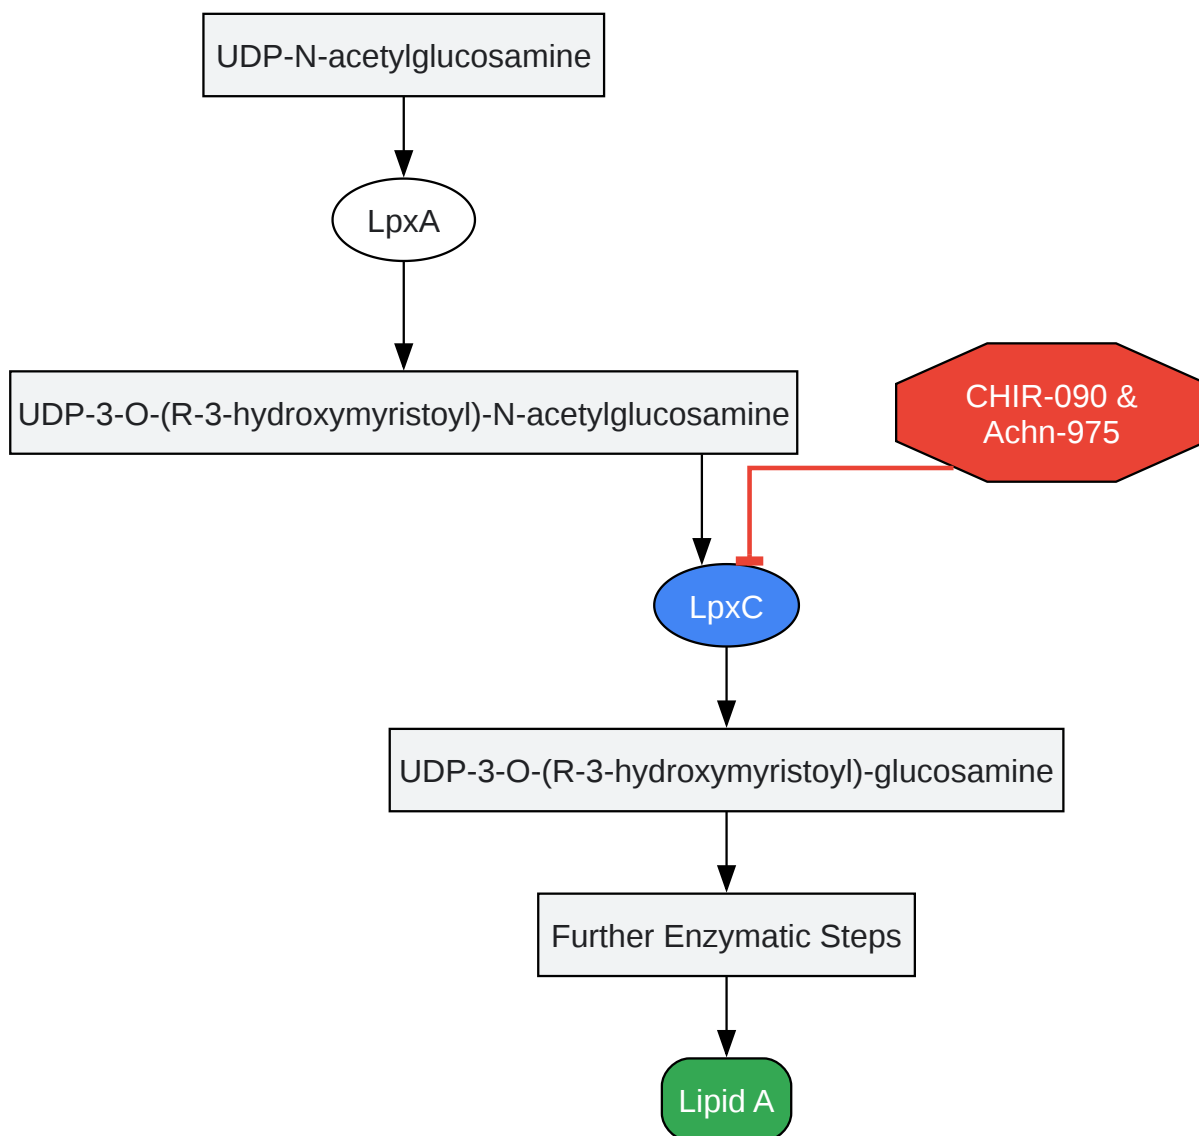 UDP-N-acetylglucosamine
LpxA
UDP-3-O-(R-3-hydroxymyristoyl)-N-acetylglucosamine
CHIR-090 &
Achn-975
LpxC
UDP-3-O-(R-3-hydroxymyristoyl)-glucosamine
Further Enzymatic Steps
Lipid A